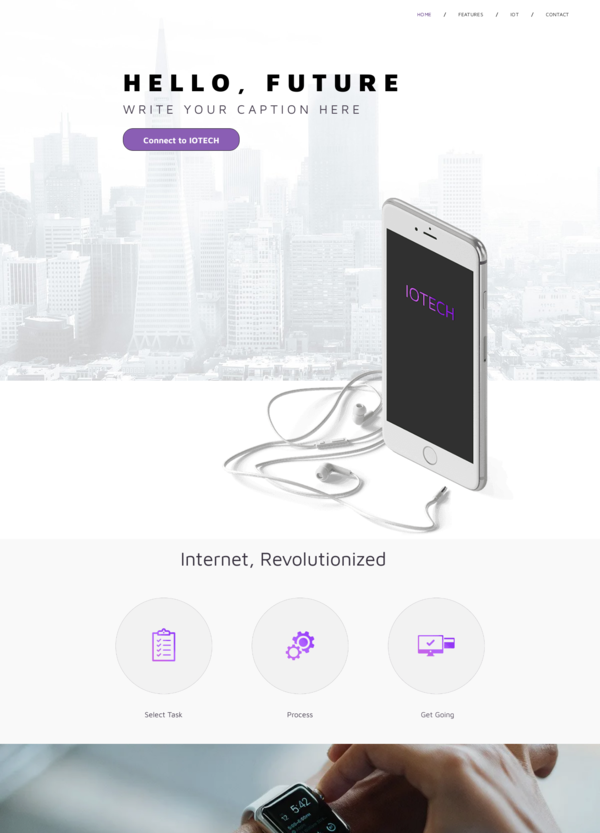 HOME / FEATURES / IOT / CONTACT
HELLO, FUTURE
WRITE YOUR CAPTION HERE
Connect to IOTECH
IOTECH
Internet, Revolutionized
Select Task
Process
Get Going
12 5:42